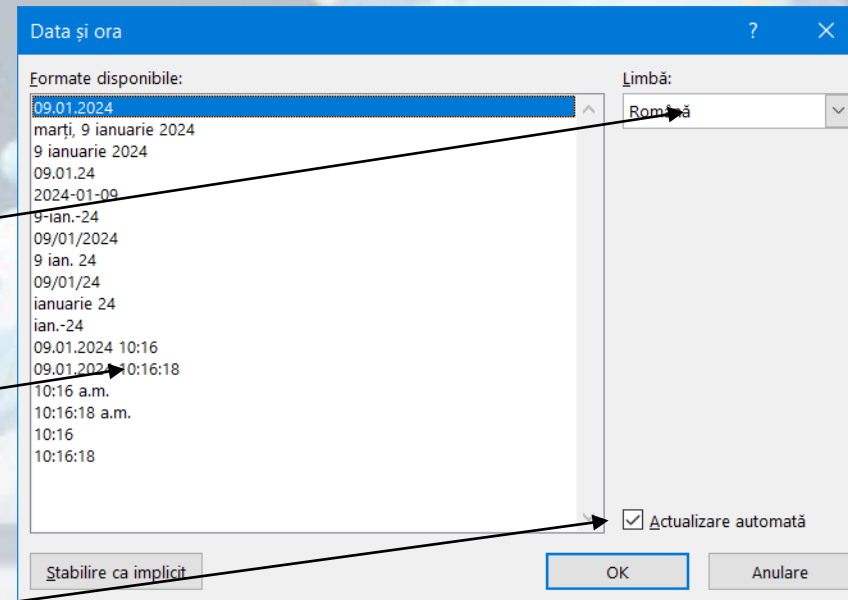 Data și ora
Formate disponibile:
Limbă:
09.01.2024
Română
marți, 9 ianuarie 2024
9 ianuarie 2024
09.01.24
2024-01-09
9-ian.-24
09/01/2024
9 ian. 24
09/01/24
ianuarie 24
ian.-24
09.01.2024 10:16
09.01.2024 10:16:18
10:16 a.m.
10:16:18 a.m.
10:16
10:16:18
Actualizare automată
Stabilire ca implicit
OK
Anulare